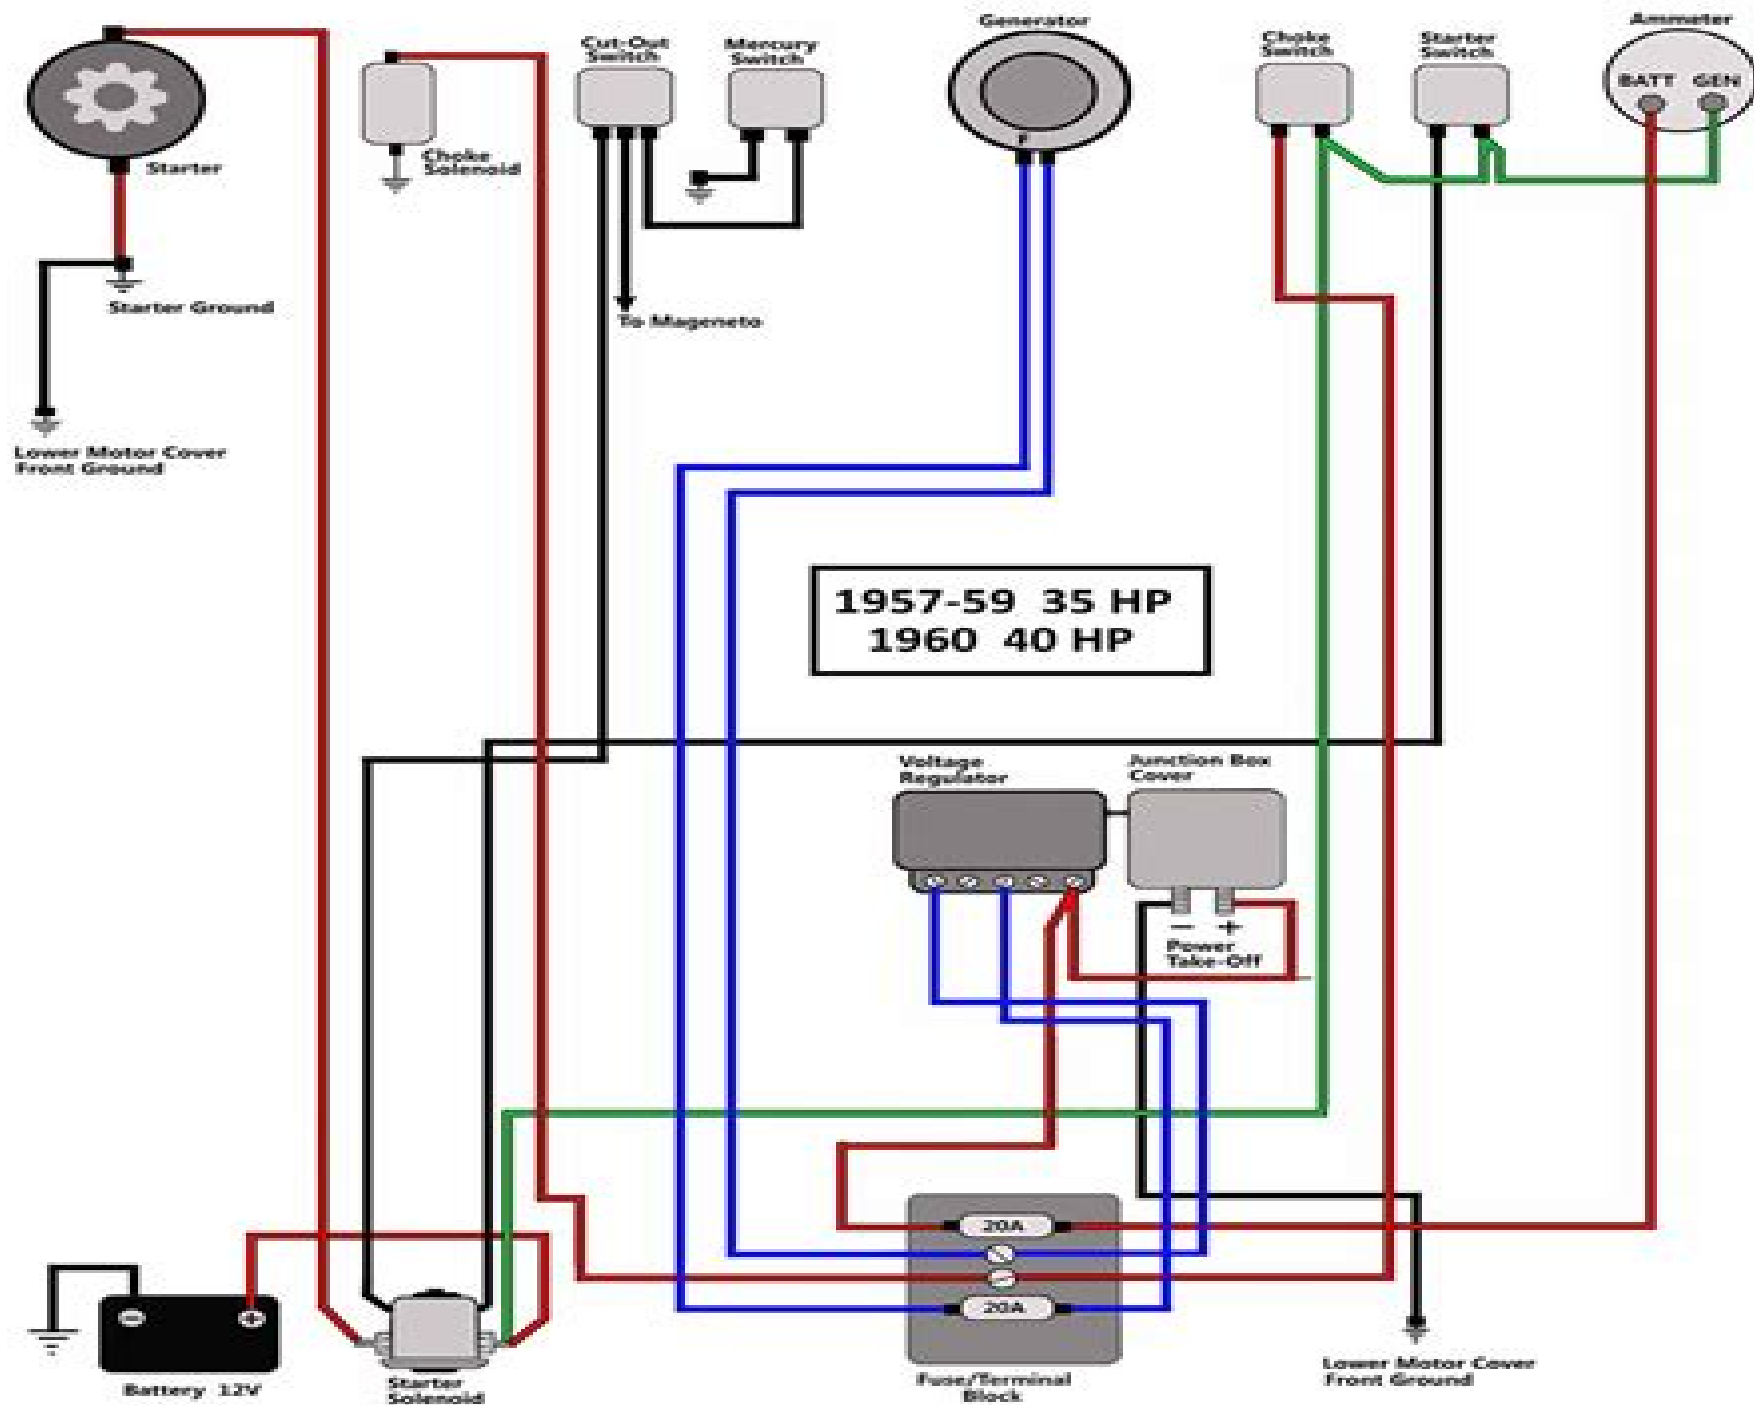 Generator
Ammeter
Cut-Out
Switch
Mercury
Switch
Choke
Switch
Starter
Switch
BATT GEN
F
Starter
Choke
Solenoid
Starter Ground
To Mageneto
Lower Motor Cover
Front Ground
1957-59 35 HP
1960 40 HP
Voltage
Regulator
Junction Box
Cover
− +
Power
Take-Off
20A
20A
− +
Battery 12V
Starter
Solenoid
Fuse/Terminal
Block
Lower Motor Cover
Front Ground